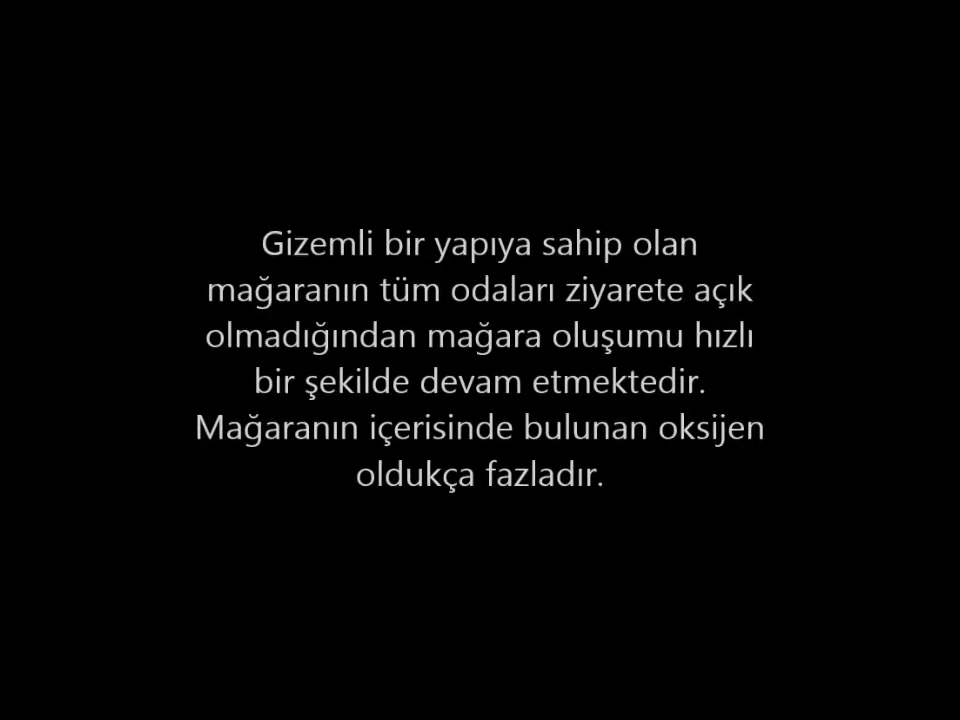 Gizemli bir yapıya sahip olan
mağaranın tüm odaları ziyarete açık
olmadığından mağara oluşumu hızlı
bir şekilde devam etmektedir.
Mağaranın içerisinde bulunan oksijen
oldukça fazladır.